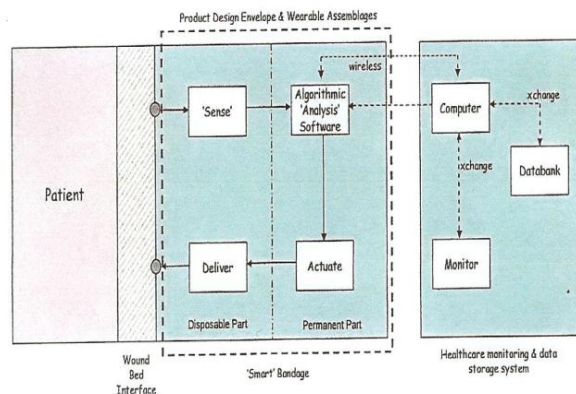 Product Design Envelope & Wearable Assemblages
wireless
'Sense'
Algorithmic
'Analysis'
Software
Computer
xchange
Databank
Patient
xchange
Deliver
Actuate
Monitor
Disposable Part
Permanent Part
Wound
Bed
Interface
'Smart' Bandage
Healthcare monitoring & data
storage system